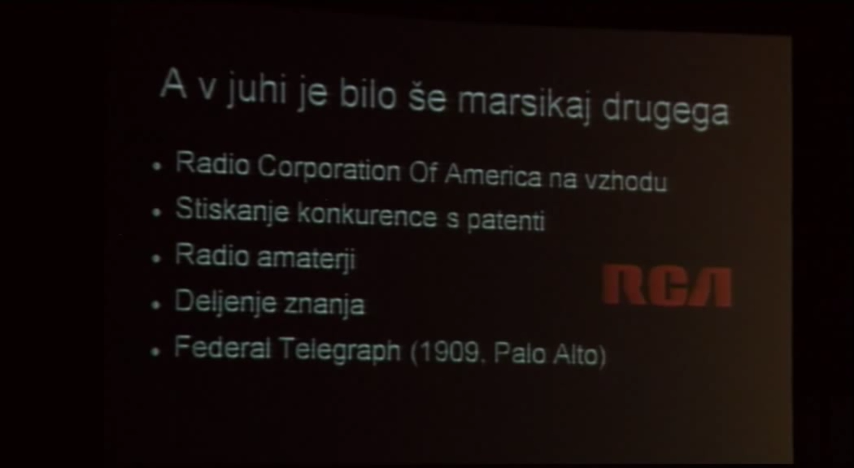 A v juhi je bilo še marsikaj drugega
• Radio Corporation Of America na vzhodu
• Stiskanje konkurence s patenti
• Radio amaterji
• Deljenje znanja
RCA
• Federal Telegraph (1909. Palo Alto)